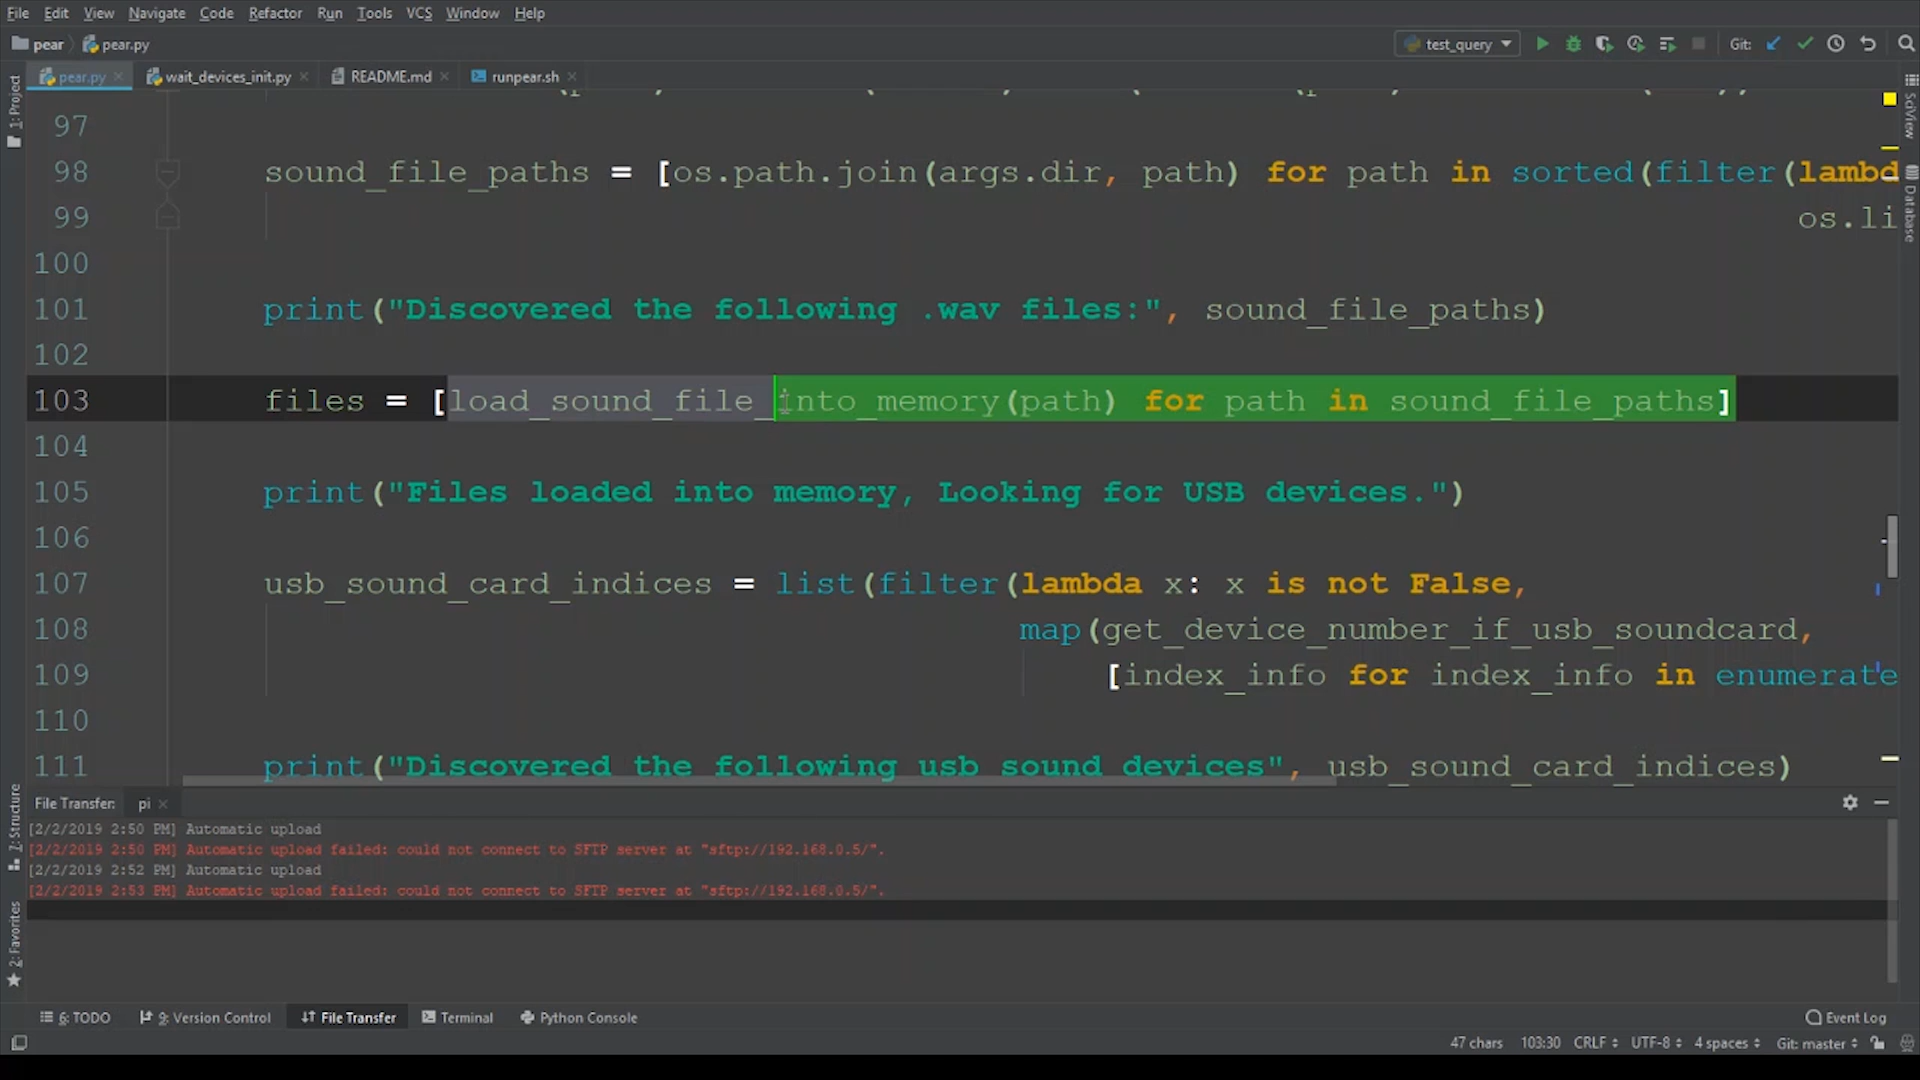 File Edit View Navigate Code Refactor Run Tools VCS Window Help
pear pear.py test_query Git:
pear.py wait_devices_init.py README.md runpear.sh
1: Project
SciView
Database
97
98 sound_file_paths = [os.path.join(args.dir, path) for path in sorted(filter(lambd
99 os.li
100
101 print("Discovered the following .wav files:", sound_file_paths)
102
103 files = [load_sound_file_into_memory(path) for path in sound_file_paths]
104
105 print("Files loaded into memory, Looking for USB devices.")
106
107 usb_sound_card_indices = list(filter(lambda x: x is not False,
108 map(get_device_number_if_usb_soundcard,
109 [index_info for index_info in enumerate
110
111 print("Discovered the following usb sound devices", usb_sound_card_indices)
7: Structure
2: Favorites
File Transfer: pi
[2/2/2019 2:50 PM] Automatic upload
[2/2/2019 2:50 PM] Automatic upload failed: could not connect to SFTP server at "sftp://192.168.0.5/".
[2/2/2019 2:52 PM] Automatic upload
[2/2/2019 2:53 PM] Automatic upload failed: could not connect to SFTP server at "sftp://192.168.0.5/".
6: TODO 9: Version Control File Transfer Terminal Python Console Event Log
47 chars 103:30 CRLF UTF-8 4 spaces Git: master